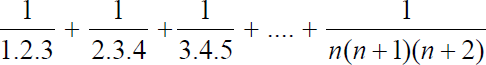 1/1.2.3 + 1/2.3.4 + 1/3.4.5 + .... + 1/n(n+1)(n+2)